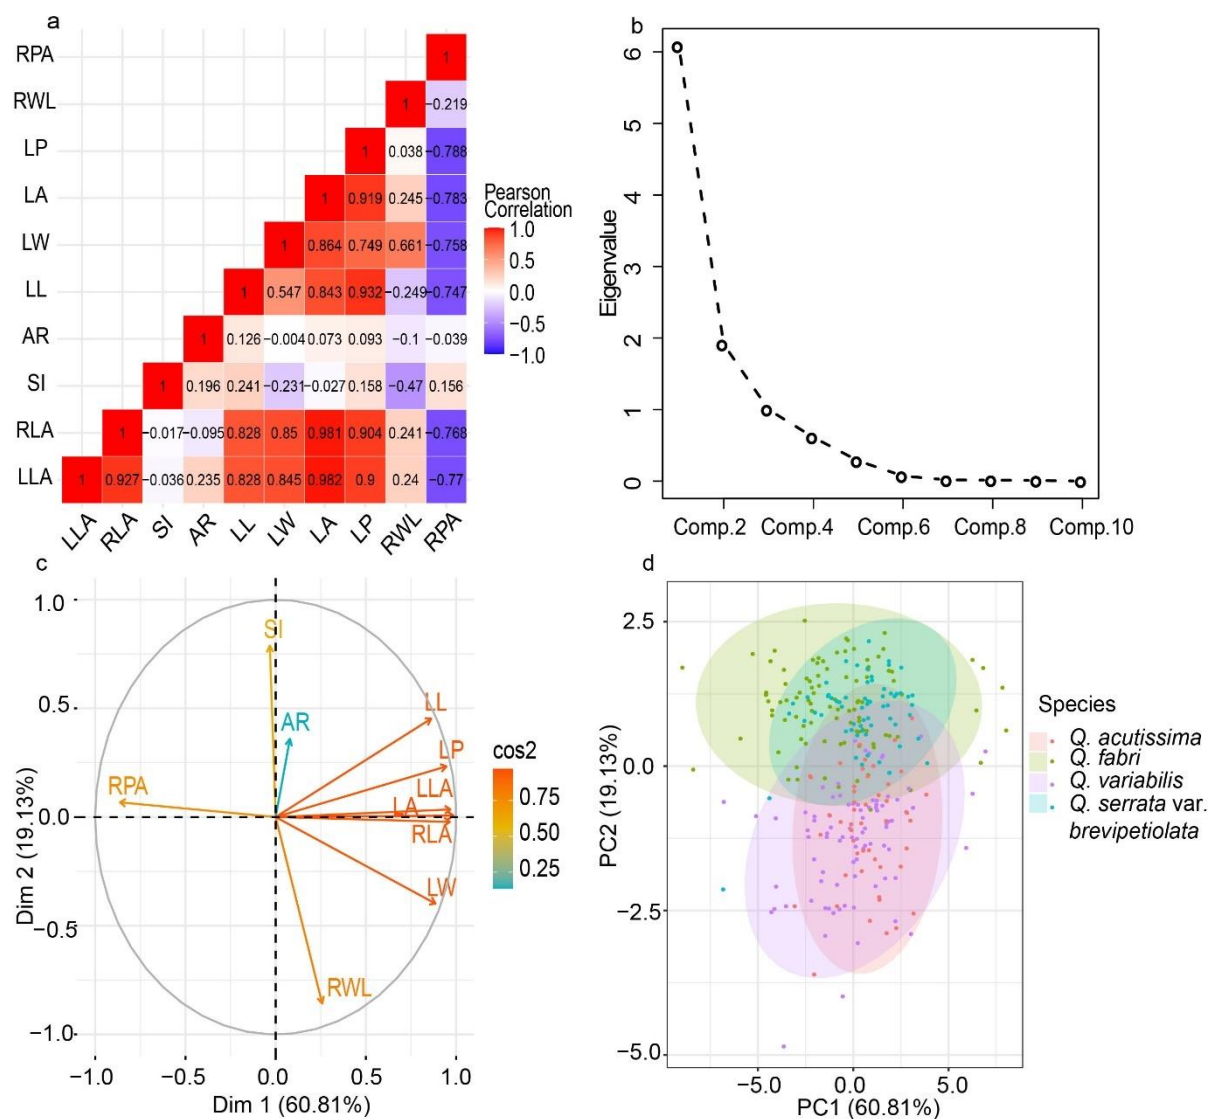 a
RPA 1
RWL 1 −0.219
LP 1 0.038 −0.788
LA 1 0.919 0.245 −0.783
LW 1 0.864 0.749 0.661 −0.758
LL 1 0.547 0.843 0.932 −0.249 −0.747
AR 1 0.126 −0.004 0.073 0.093 −0.1 −0.039
SI 1 0.196 0.241 −0.231 −0.027 0.158 −0.47 0.156
RLA 1 −0.017 −0.095 0.828 0.85 0.981 0.904 0.241 −0.768
LLA 1 0.927 −0.036 0.235 0.828 0.845 0.982 0.9 0.24 −0.77
LLA RLA SI AR LL LW LA LP RWL RPA
Pearson
Correlation
1.0
0.5
0.0
−0.5
−1.0
b
Eigenvalue
6
5
4
3
2
1
0
Comp.2 Comp.4 Comp.6 Comp.8 Comp.10
c
Dim 2 (19.13%)
1.0
0.5
0.0
−0.5
−1.0
SI
AR
LL
LP
RPA
LLA
LA
RLA
LW
RWL
−1.0 −0.5 0.0 0.5 1.0
Dim 1 (60.81%)
cos2
0.75
0.50
0.25
d
PC2 (19.13%)
2.5
0.0
−2.5
−5.0
−5.0 0.0 5.0
PC1 (60.81%)
Species
Q. acutissima
Q. fabri
Q. variabilis
Q. serrata var.
brevipetiolata